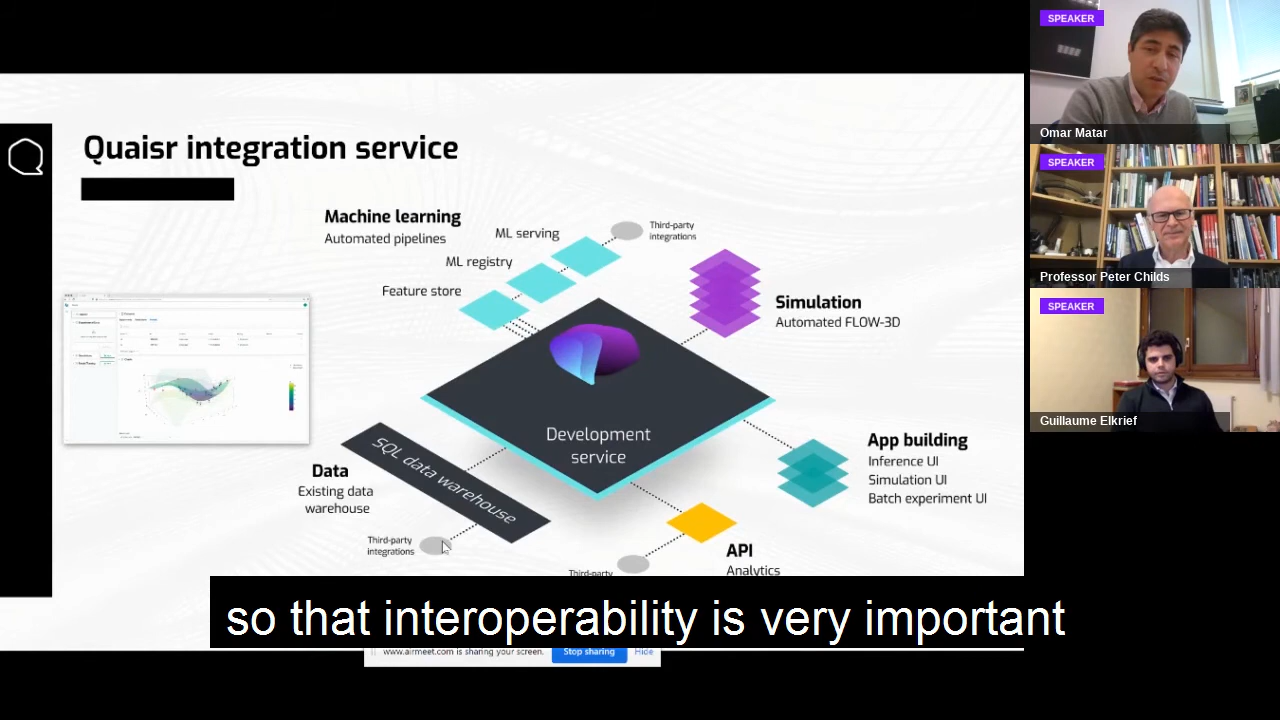 Quaisr integration service
Machine learning
Automated pipelines
ML serving
ML registry
Feature store
Third-party
integrations
Simulation
Automated FLOW-3D
Development
service
SQL data warehouse
Data
Existing data
warehouse
Third-party
integrations
App building
Inference UI
Simulation UI
Batch experiment UI
API
Analytics
Third-party
so that interoperability is very important
www.airmeet.com is sharing your screen.
Stop sharing
Hide
SPEAKER
Omar Matar
SPEAKER
Professor Peter Childs
SPEAKER
Guillaume Elkrief